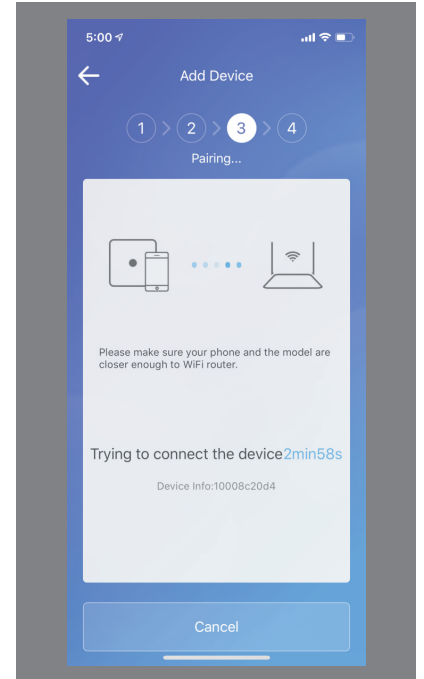 5:00
Add Device
1 > 2 > 3 > 4
Pairing...
Please make sure your phone and the model are
closer enough to WiFi router.
Trying to connect the device2min58s
Device Info:10008c20d4
Cancel